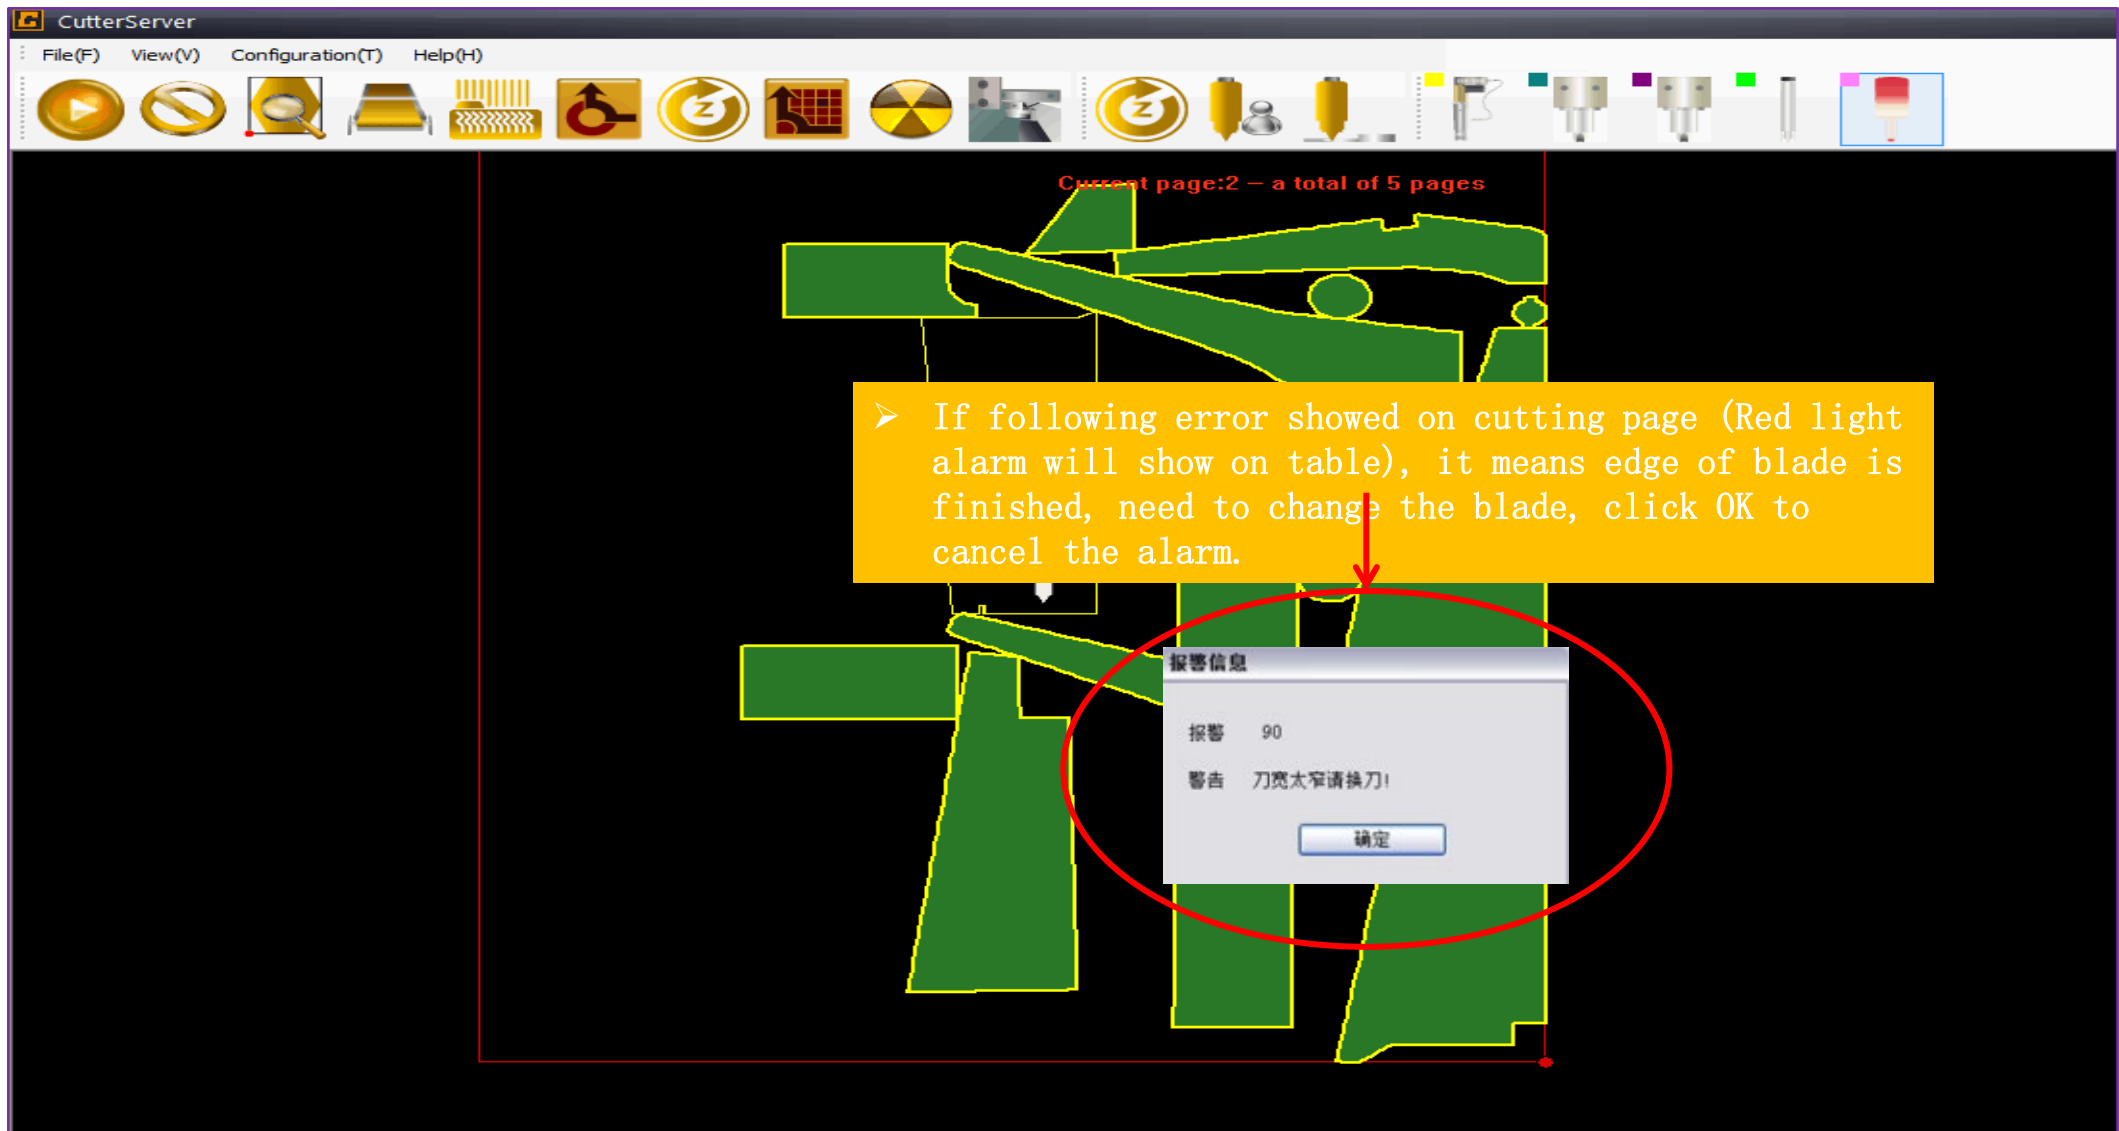 CutterServer
File(F) View(V) Configuration(T) Help(H)
Current page:2 – a total of 5 pages
➢ If following error showed on cutting page (Red light
alarm will show on table), it means edge of blade is
finished, need to change the blade, click OK to
cancel the alarm.
报警信息
报警 90
警告 刀宽太窄请换刀!
确定